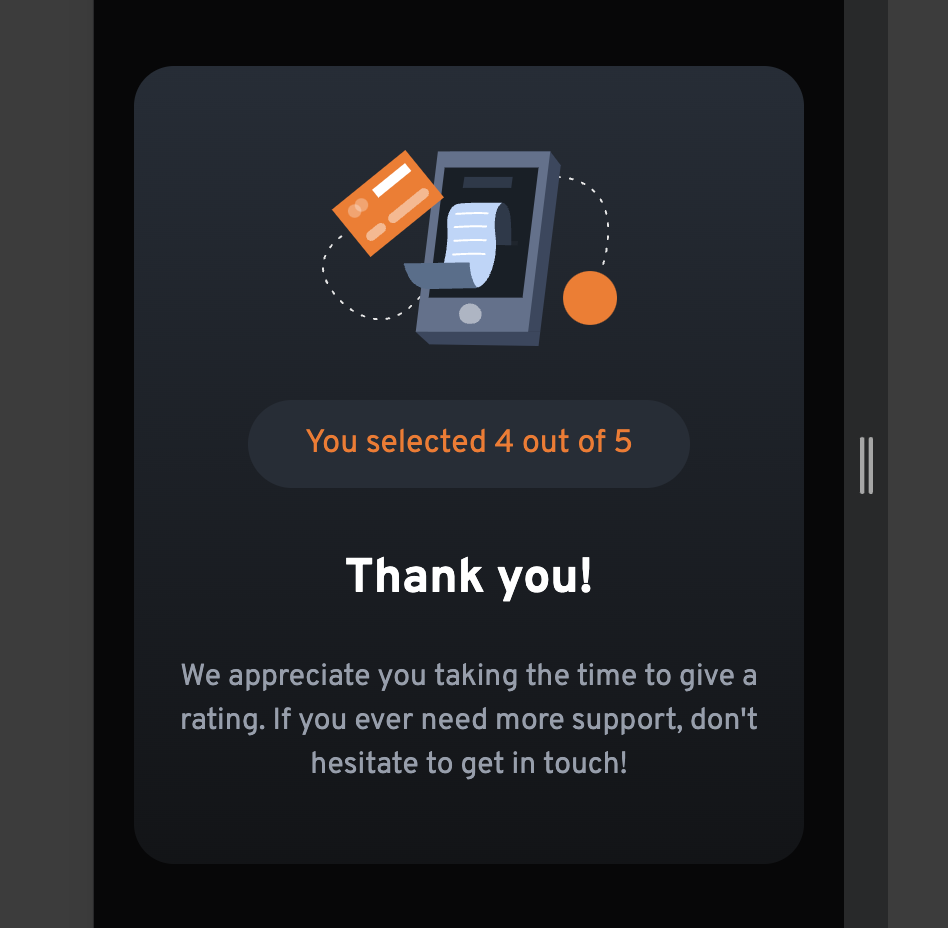 You selected 4 out of 5
Thank you!
We appreciate you taking the time to give a
rating. If you ever need more support, don't
hesitate to get in touch!